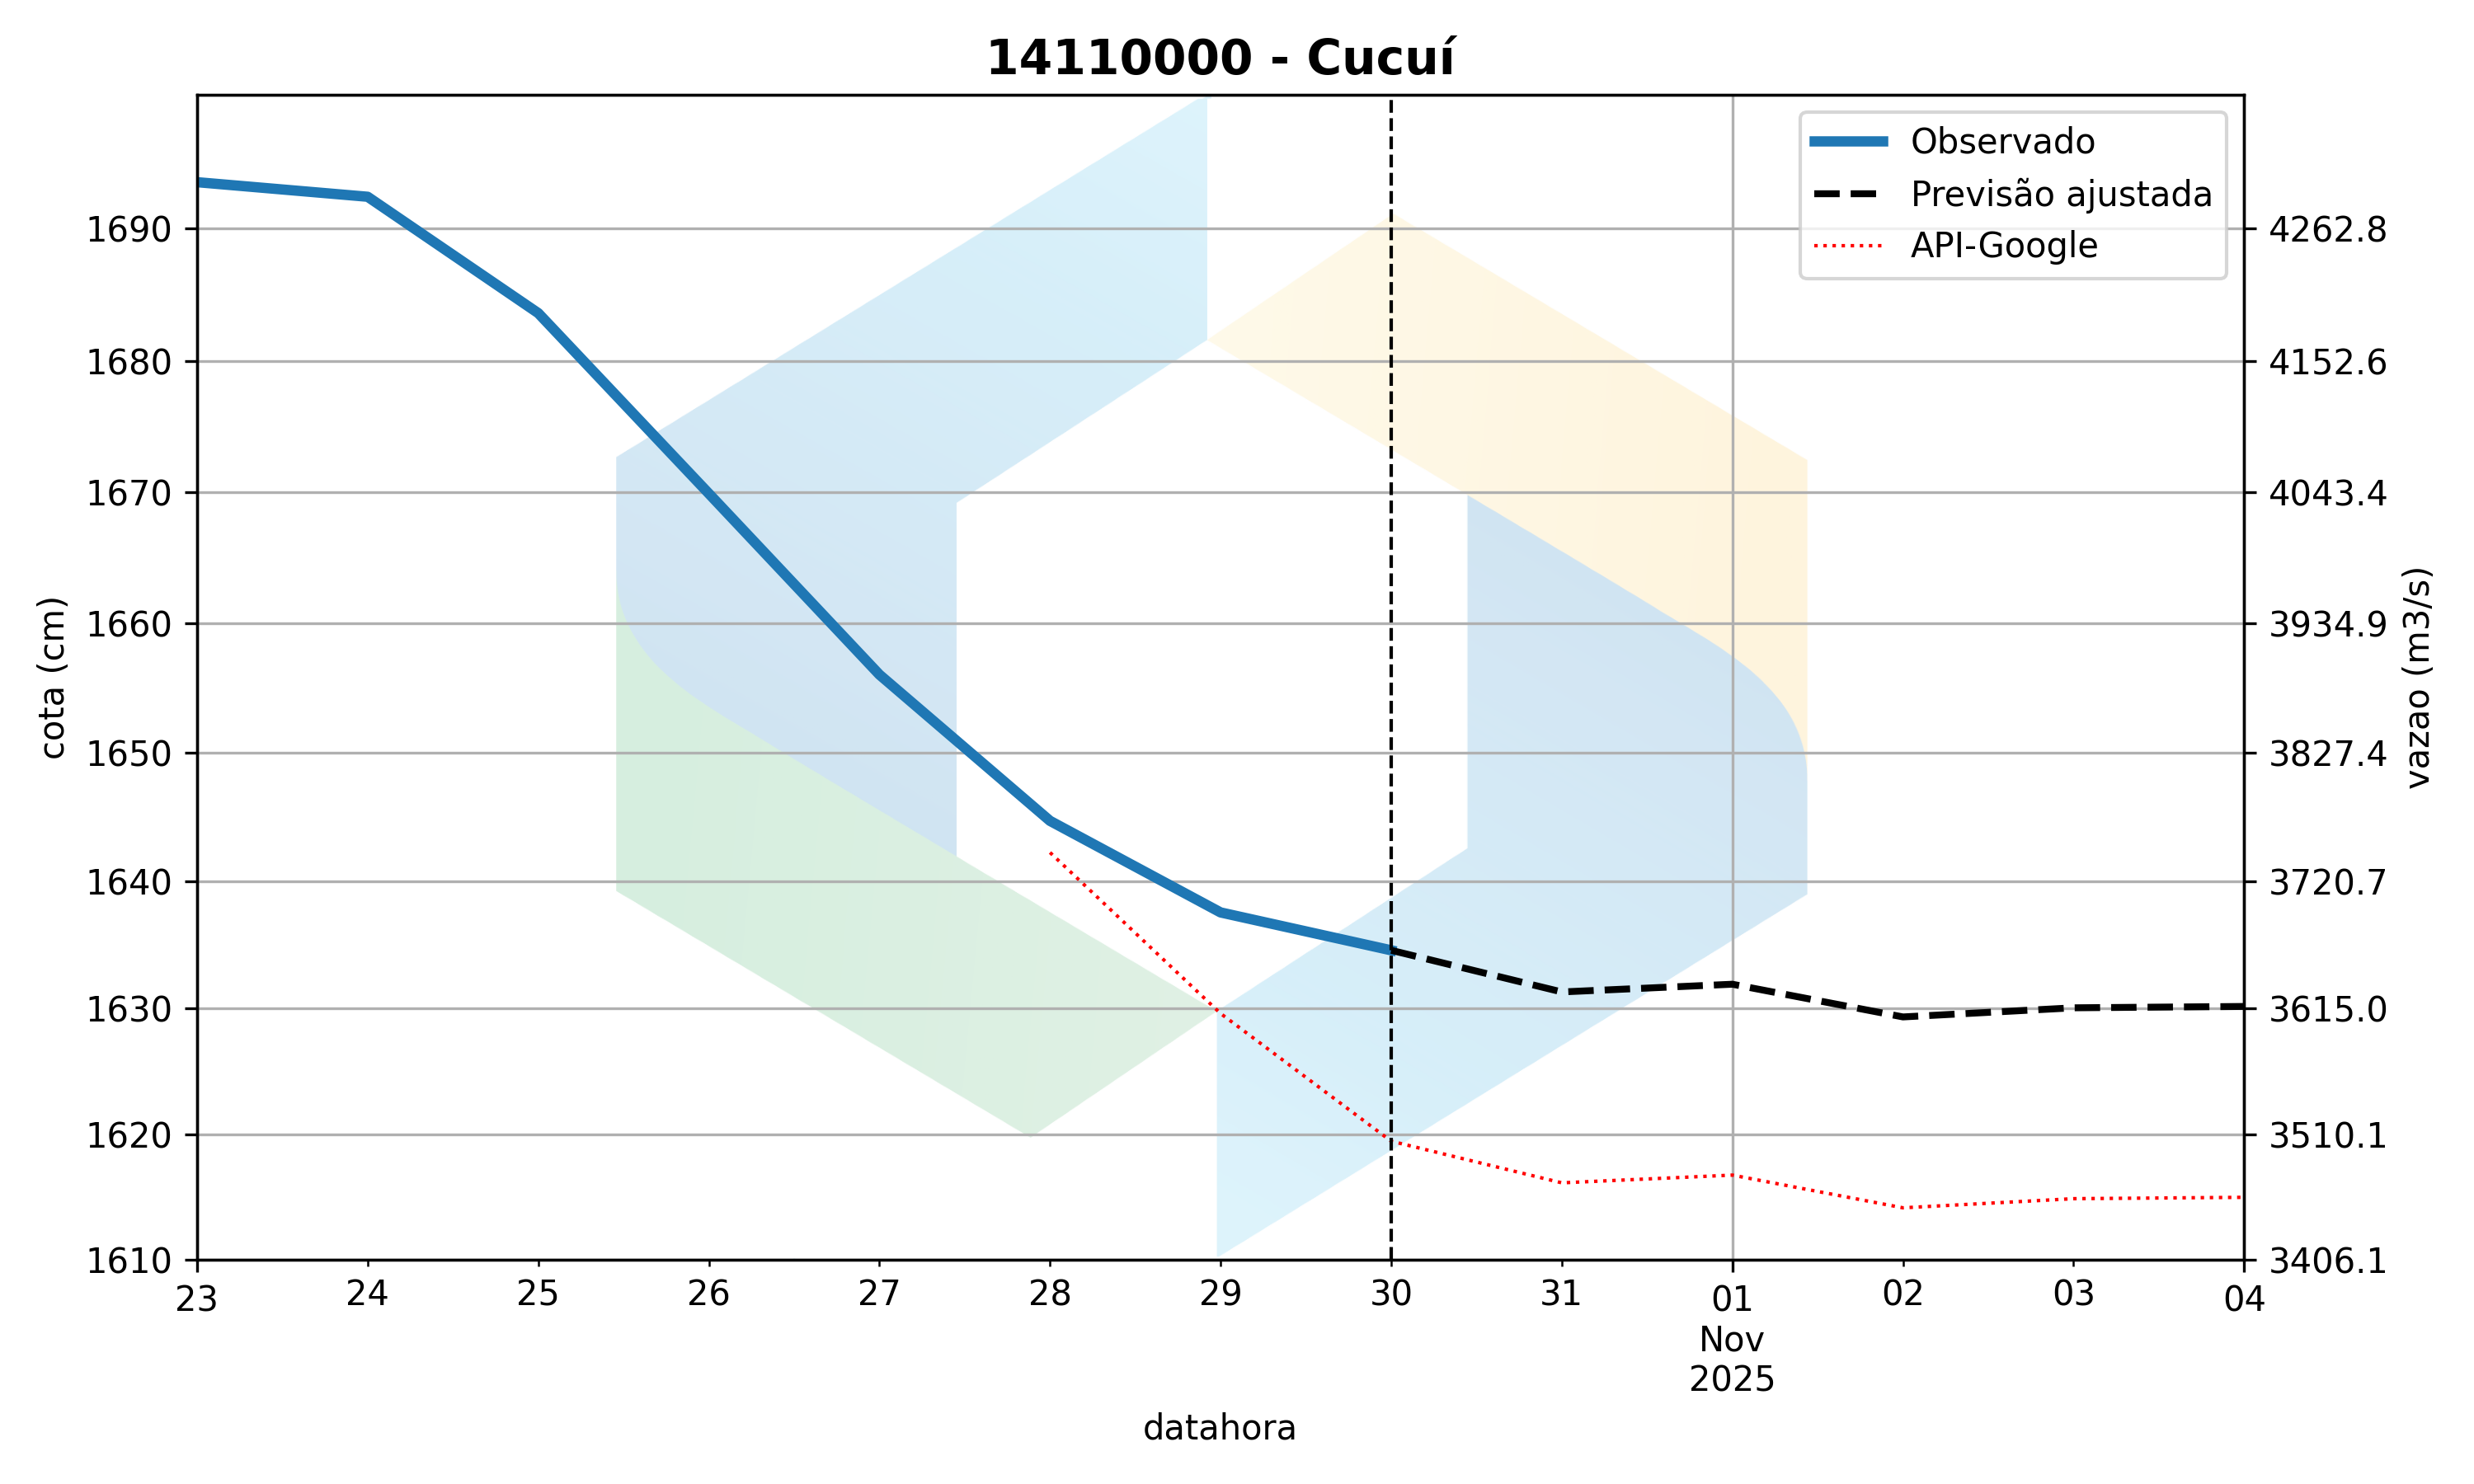 14110000 - Cucuí
Observado
Previsão ajustada
API-Google
1690
1680
1670
1660
1650
1640
1630
1620
1610
cota (cm)
4262.8
4152.6
4043.4
3934.9
3827.4
3720.7
3615.0
3510.1
3406.1
vazao (m3/s)
23 24 25 26 27 28 29 30 31 01 02 03 04
Nov
2025
datahora